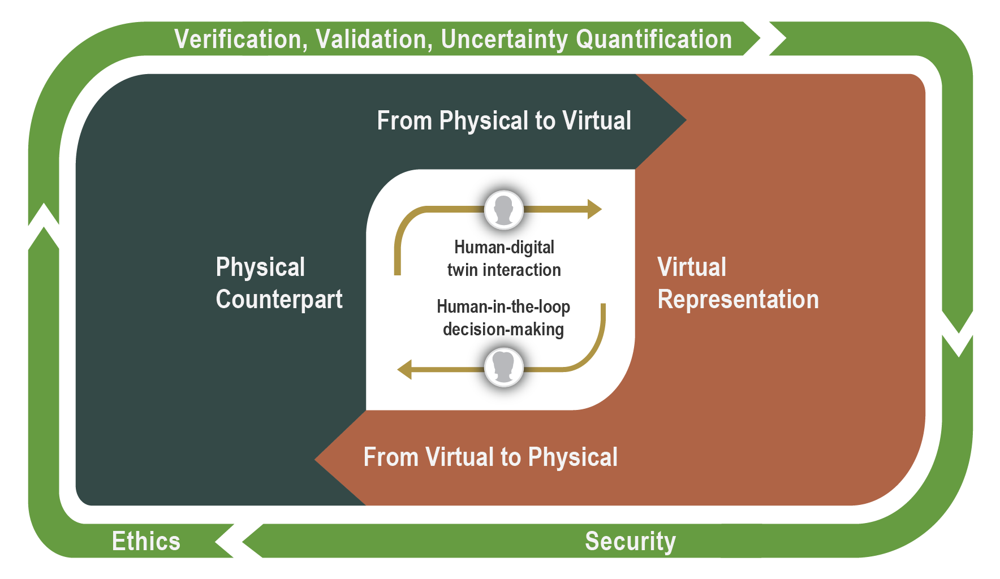 Verification, Validation, Uncertainty Quantification
From Physical to Virtual
Human-digital
twin interaction
Physical
Counterpart
Virtual
Representation
Human-in-the-loop
decision-making
From Virtual to Physical
Ethics
Security